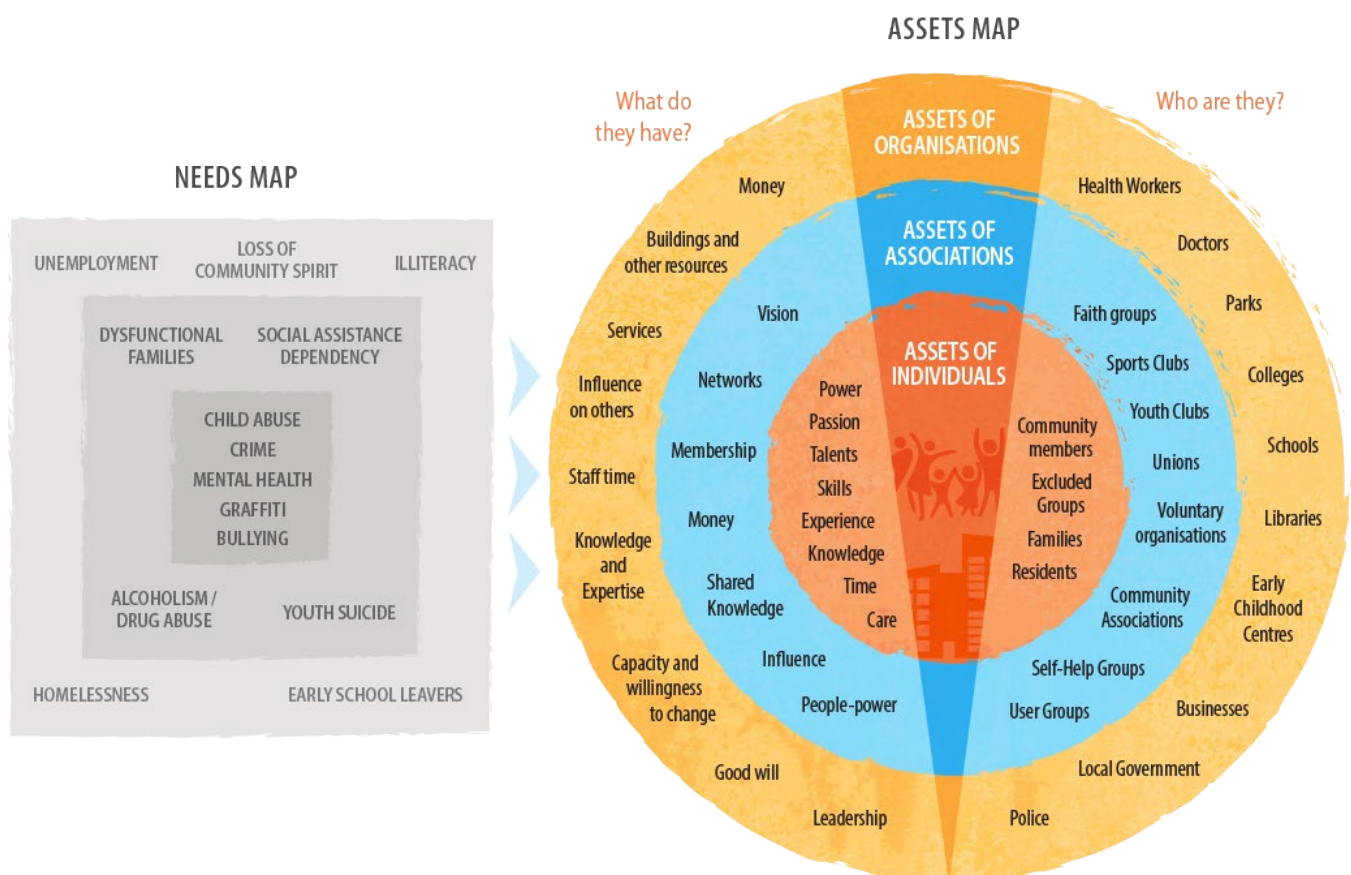 ASSETS MAP
What do
they have?
Who are they?
NEEDS MAP
UNEMPLOYMENT
LOSS OF
COMMUNITY SPIRIT
ILLITERACY
DYSFUNCTIONAL
FAMILIES
SOCIAL ASSISTANCE
DEPENDENCY
CHILD ABUSE
CRIME
MENTAL HEALTH
GRAFFITI
BULLYING
ALCOHOLISM /
DRUG ABUSE
YOUTH SUICIDE
HOMELESSNESS
EARLY SCHOOL LEAVERS
ASSETS OF
ORGANISATIONS
Money
Buildings and
other resources
Services
Influence
on others
Staff time
Knowledge
and
Expertise
Capacity and
willingness
to change
Good will
Leadership
Health Workers
Doctors
Parks
Colleges
Schools
Libraries
Early
Childhood
Centres
Businesses
Local Government
Police
ASSETS OF
ASSOCIATIONS
Vision
Networks
Membership
Money
Shared
Knowledge
Influence
People-power
Faith groups
Sports Clubs
Youth Clubs
Unions
Voluntary
organisations
Community
Associations
Self-Help Groups
User Groups
ASSETS OF
INDIVIDUALS
Power
Passion
Talents
Skills
Experience
Knowledge
Time
Care
Community
members
Excluded
Groups
Families
Residents